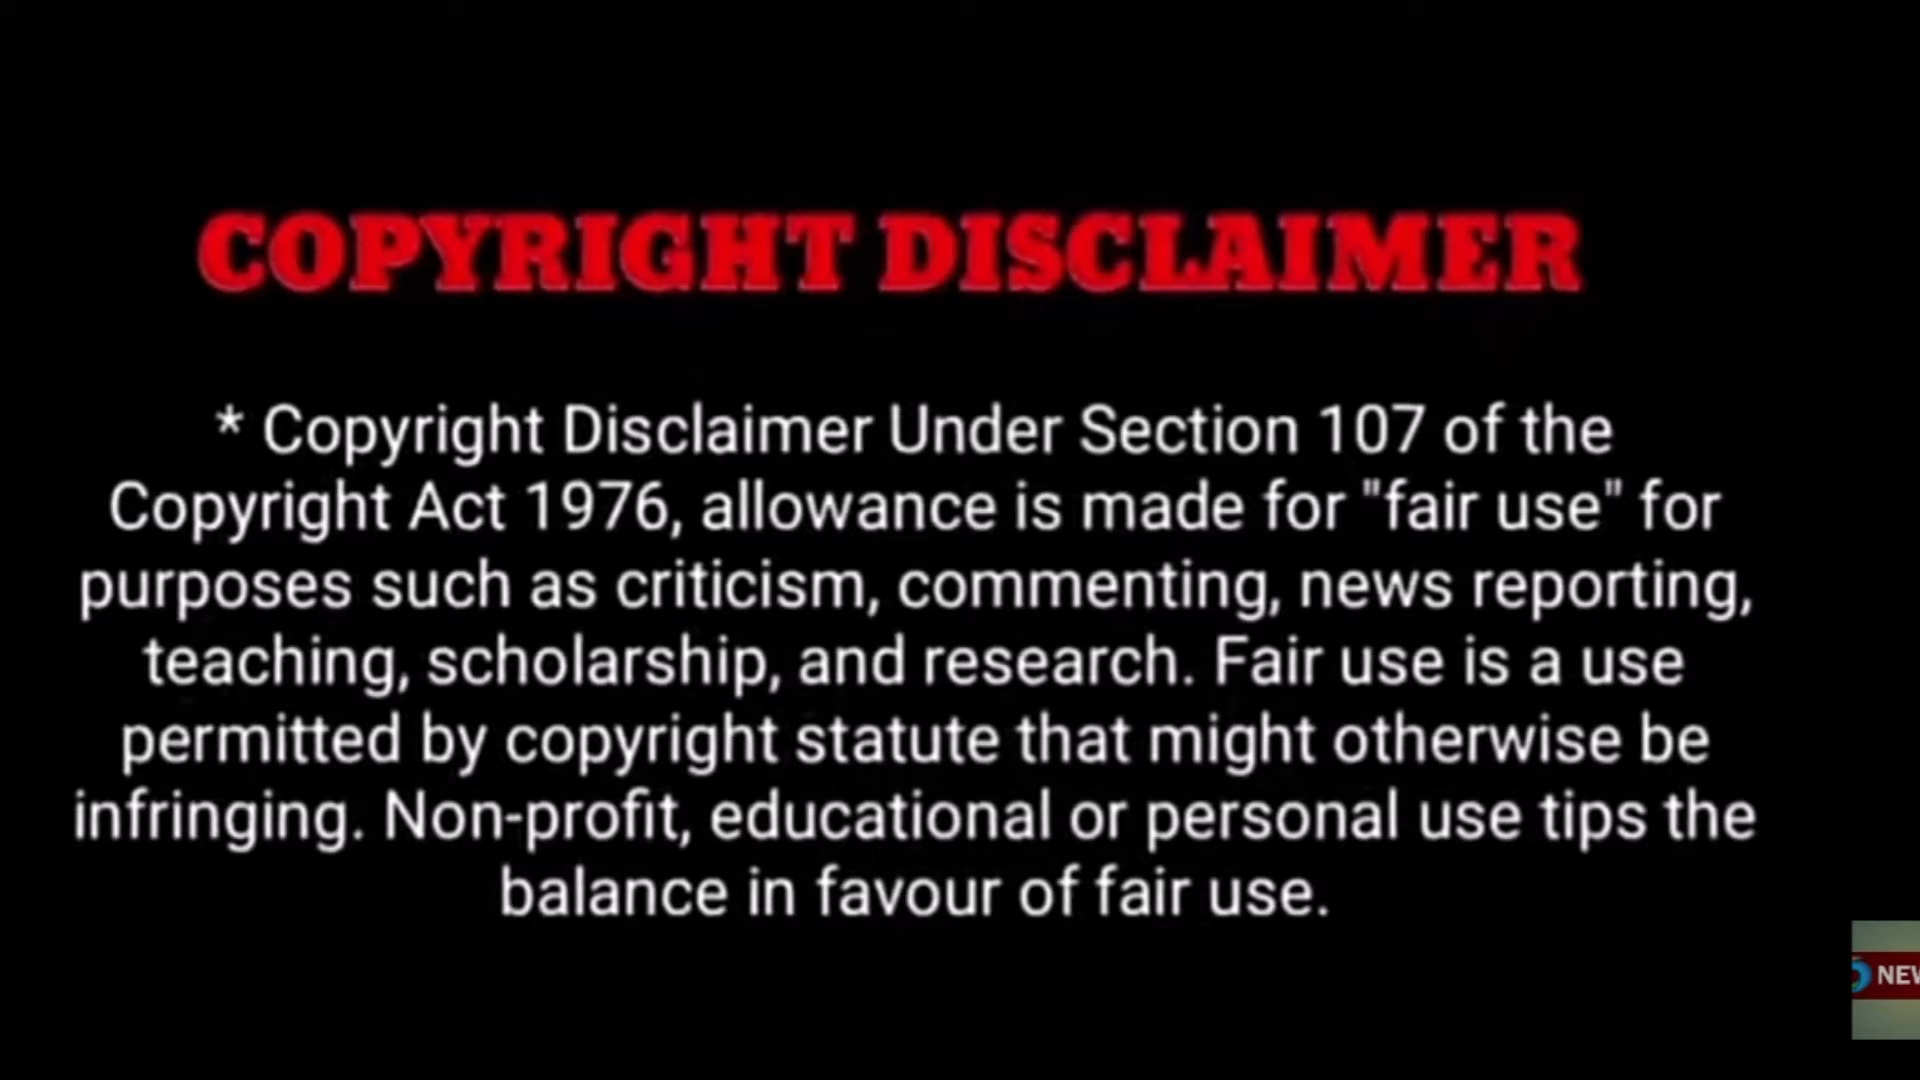 COPYRIGHT DISCLAIMER
* Copyright Disclaimer Under Section 107 of the
Copyright Act 1976, allowance is made for "fair use" for
purposes such as criticism, commenting, news reporting,
teaching, scholarship, and research. Fair use is a use
permitted by copyright statute that might otherwise be
infringing. Non-profit, educational or personal use tips the
balance in favour of fair use.